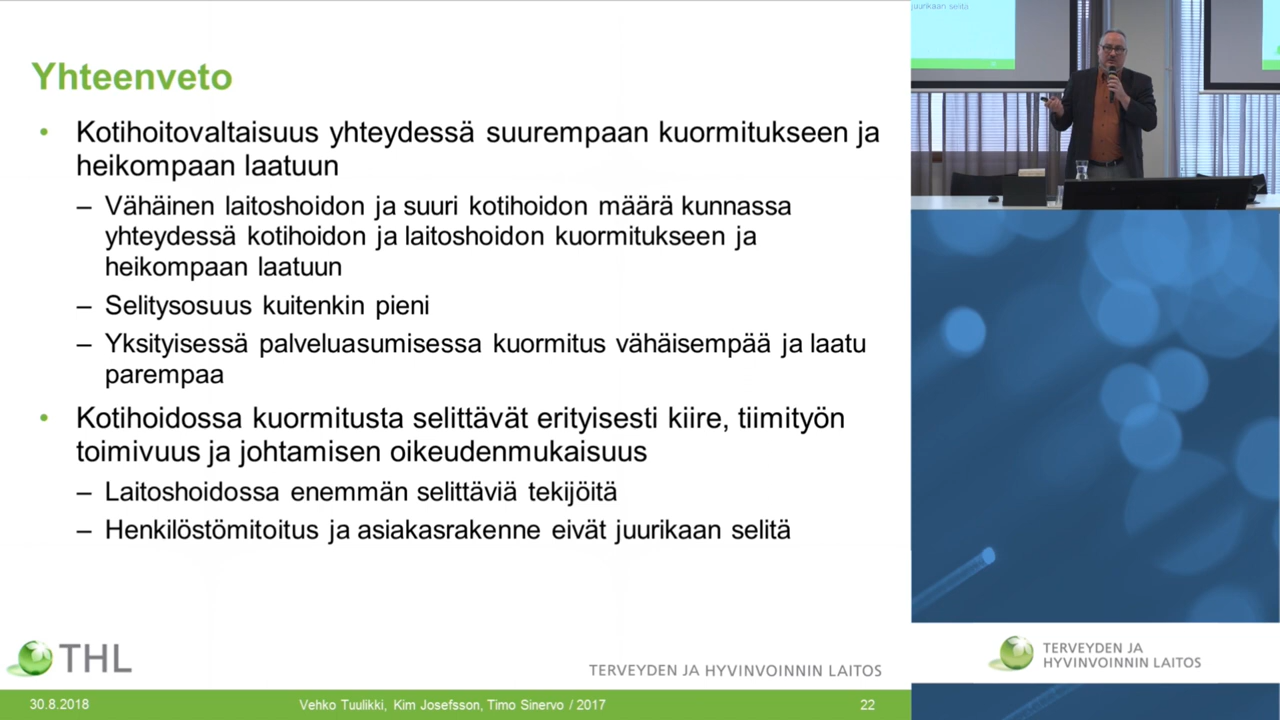 Yhteenveto
• Kotihoitovaltaisuus yhteydessä suurempaan kuormitukseen ja
heikompaan laatuun
– Vähäinen laitoshoidon ja suuri kotihoidon määrä kunnassa
yhteydessä kotihoidon ja laitoshoidon kuormitukseen ja
heikompaan laatuun
– Selitysosuus kuitenkin pieni
– Yksityisessä palveluasumisessa kuormitus vähäisempää ja laatu
parempaa
• Kotihoidossa kuormitusta selittävät erityisesti kiire, tiimityön
toimivuus ja johtamisen oikeudenmukaisuus
– Laitoshoidossa enemmän selittäviä tekijöitä
– Henkilöstömitoitus ja asiakasrakenne eivät juurikaan selitä
THL
TERVEYDEN JA HYVINVOINNIN LAITOS
30.8.2018
Vehko Tuulikki, Kim Josefsson, Timo Sinervo / 2017
22
juurikaan selitä
TERVEYDEN JA
HYVINVOINNIN LAITOS